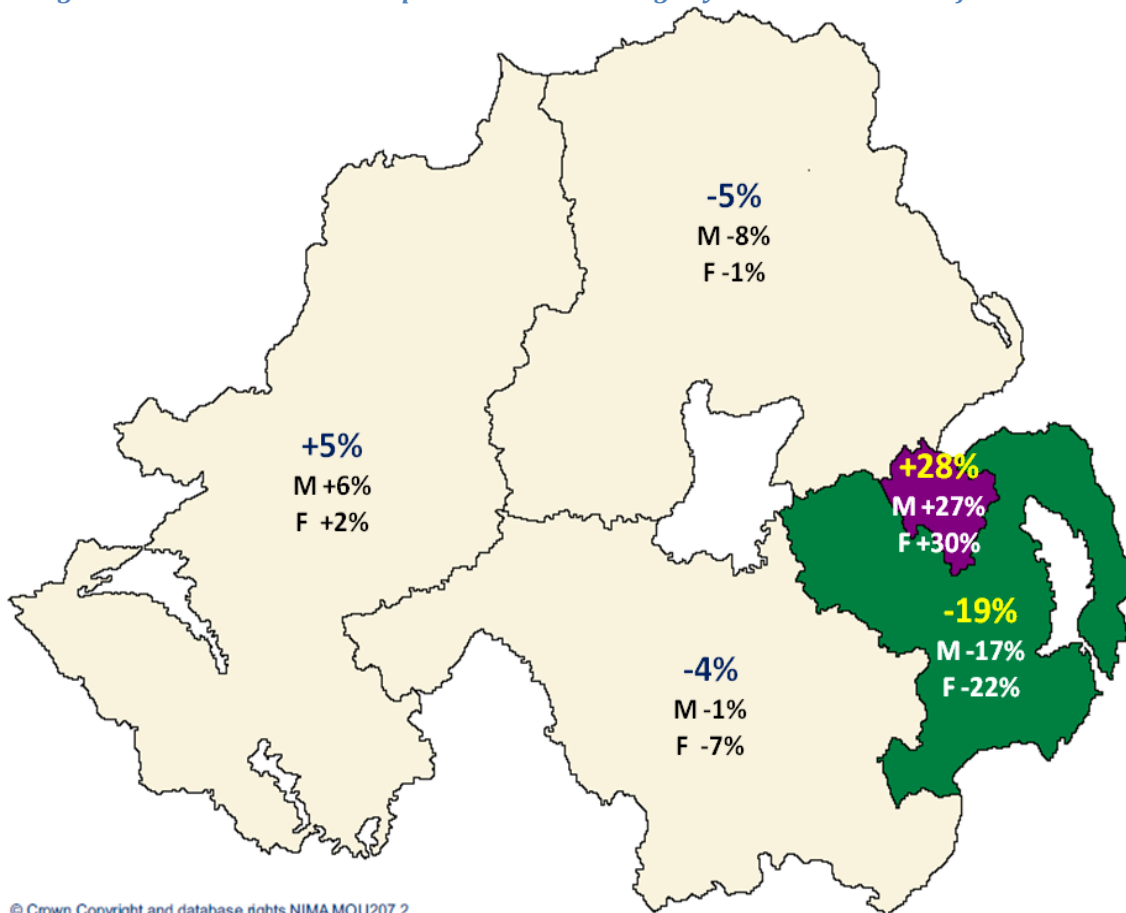 -5%
M -8%
F -1%
+5%
M +6%
F +2%
+28%
M +27%
F +30%
-19%
M -17%
F -22%
-4%
M -1%
F -7%
© Crown Copyright and database rights NIMA MOU207.2